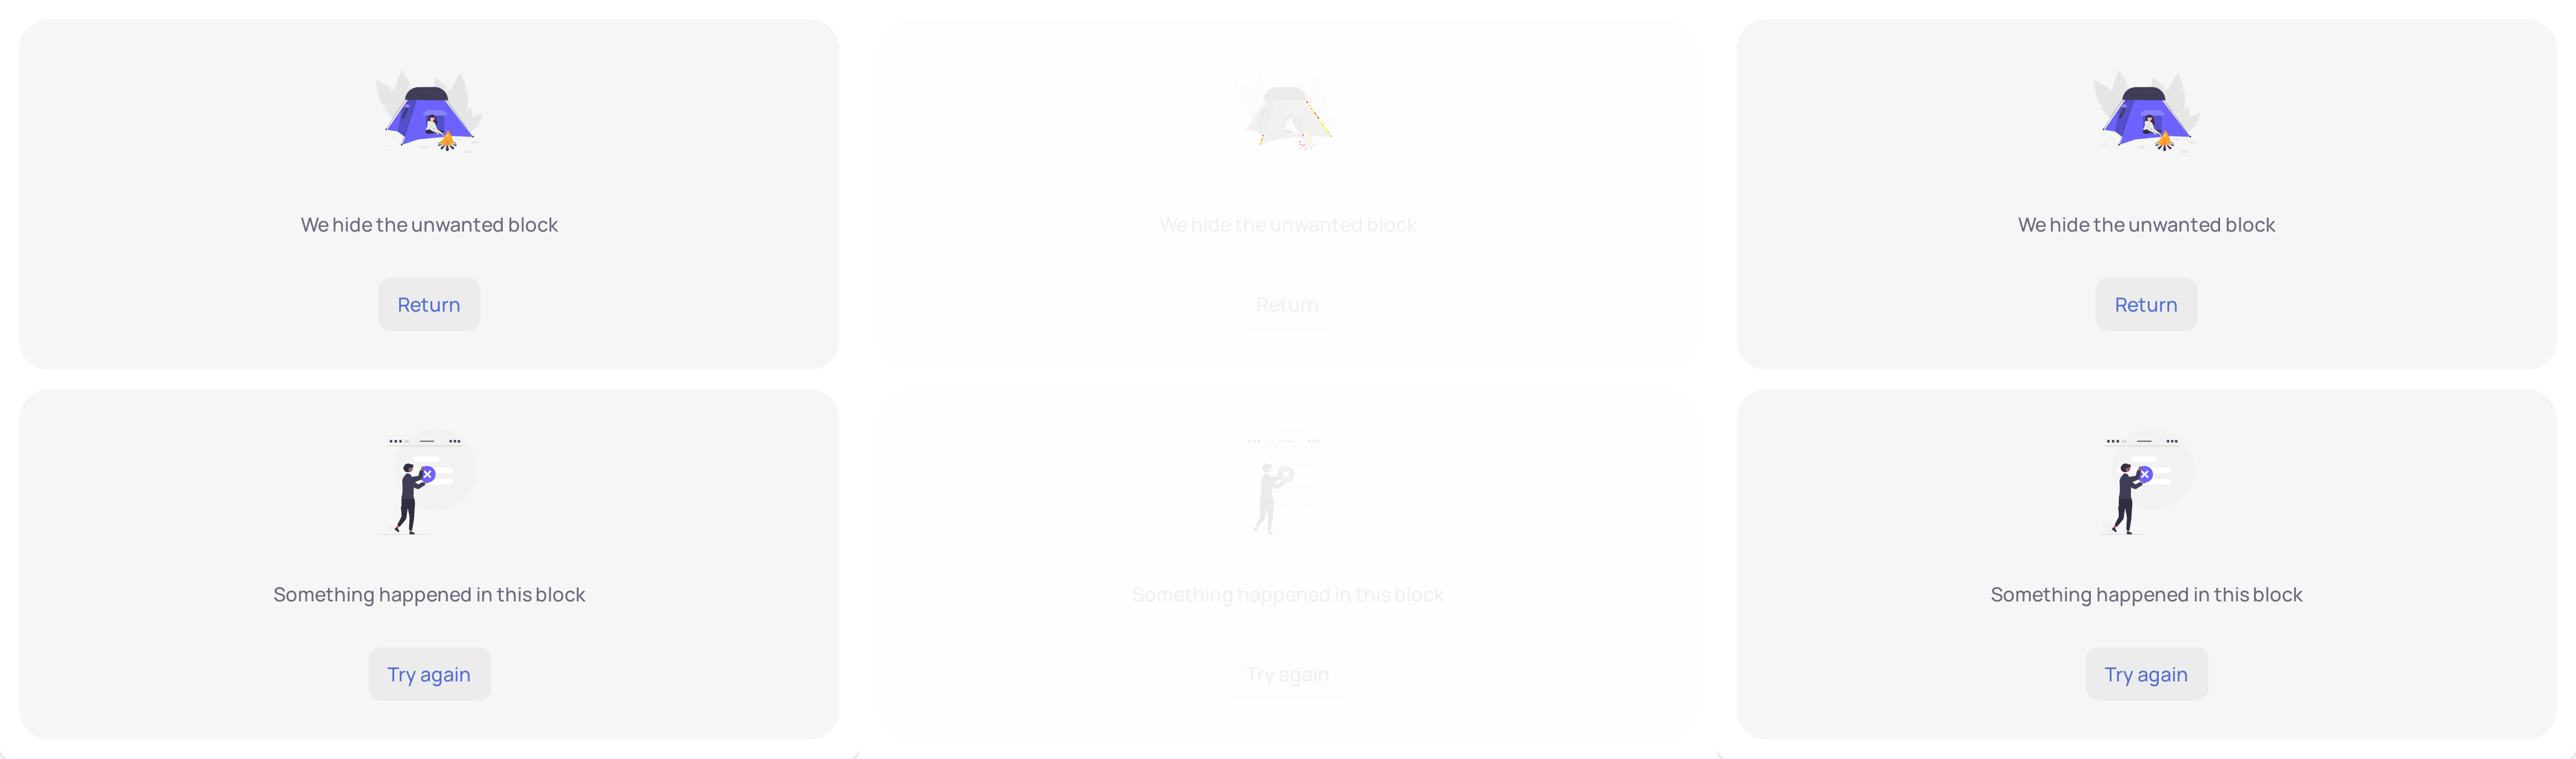 We hide the unwanted block
Return
Something happened in this block
Try again
We hide the unwanted block
Return
Something happened in this block
Try again
We hide the unwanted block
Return
Something happened in this block
Try again